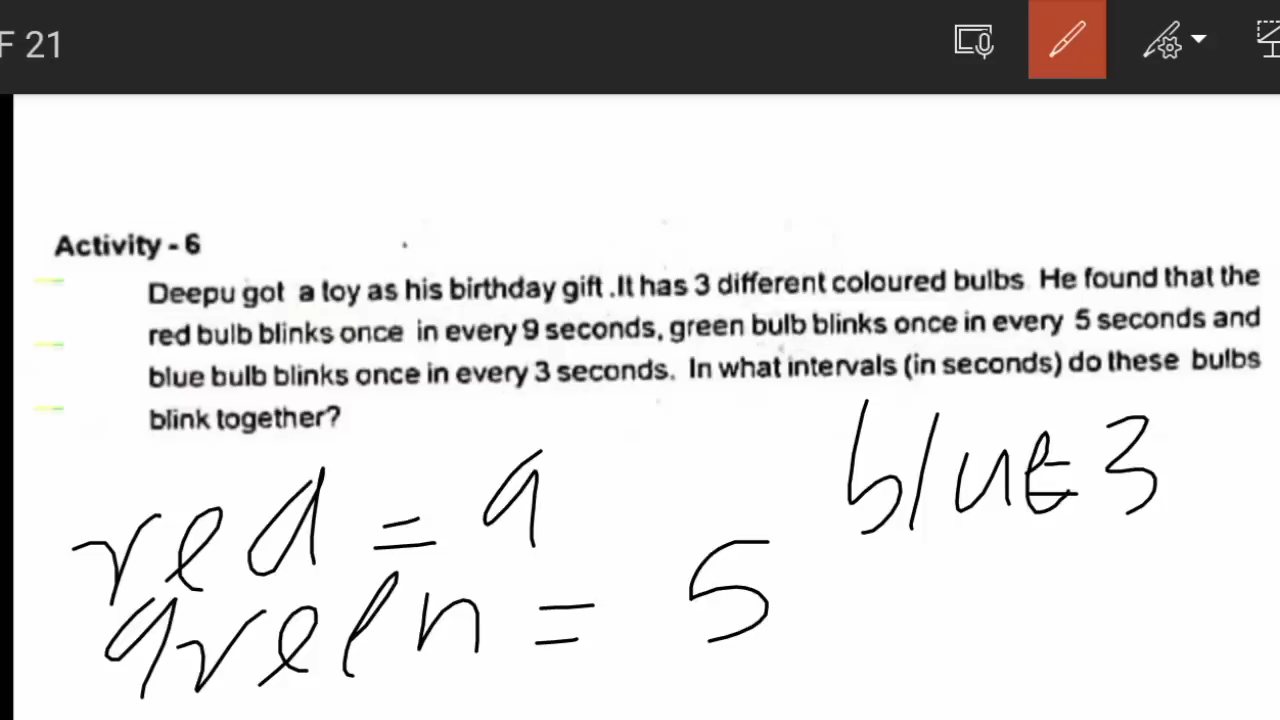 F 21
Activity - 6
Deepu got a toy as his birthday gift .It has 3 different coloured bulbs He found that the
red bulb blinks once in every 9 seconds, green bulb blinks once in every 5 seconds and
blue bulb blinks once in every 3 seconds. In what intervals (in seconds) do these bulbs
blink together?
blue=3
red = 9
green = 5